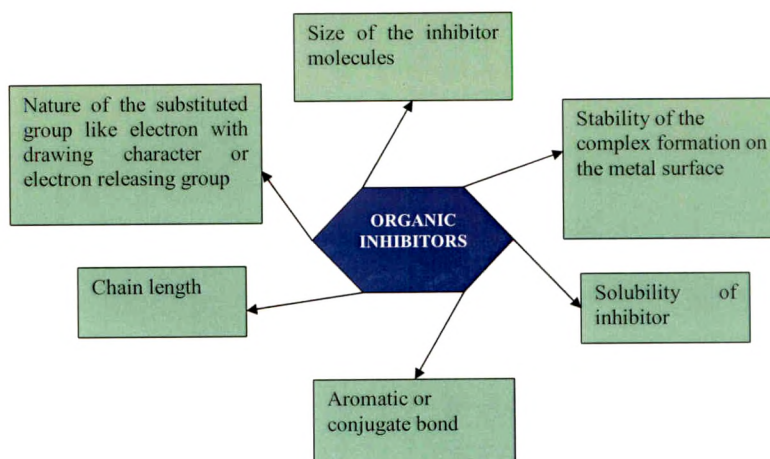 Size of the inhibitor
molecules
Nature of the substituted
group like electron with
drawing character or
electron releasing group
Stability of the
complex formation on
the metal surface
ORGANIC
INHIBITORS
Chain length
Solubility of
inhibitor
Aromatic or
conjugate bond